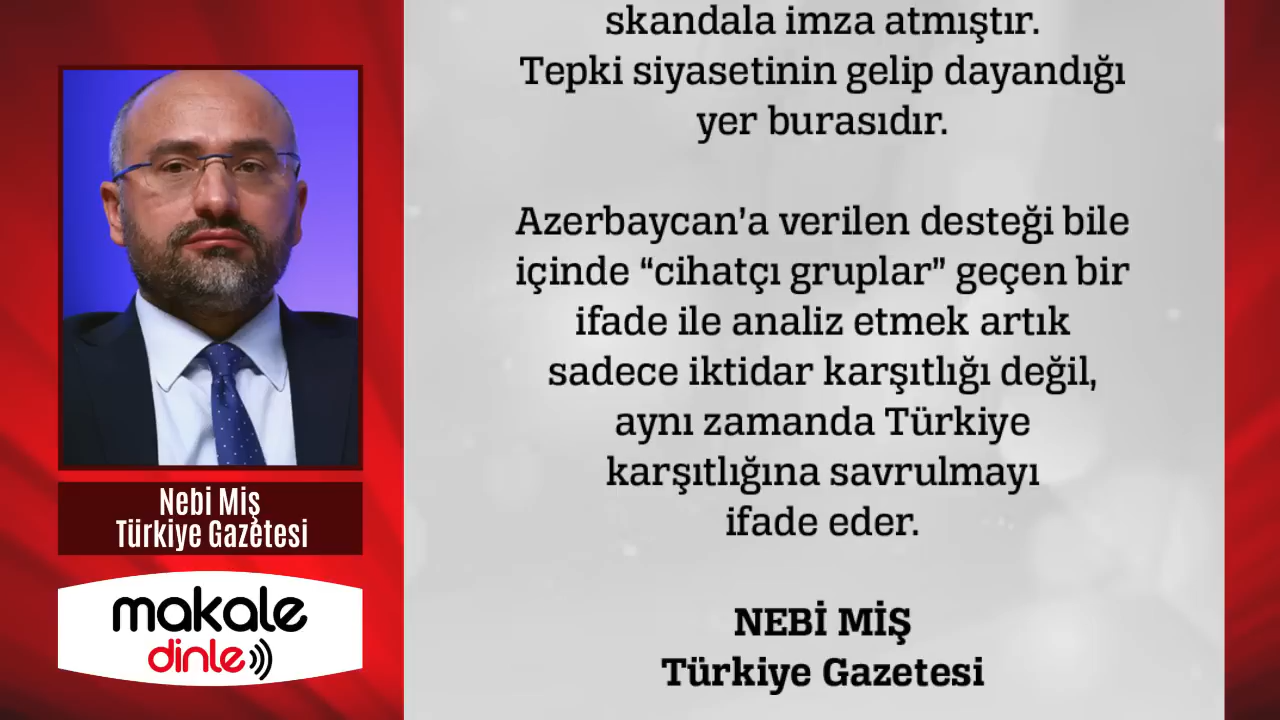 skandala imza atmıştır.
Tepki siyasetinin gelip dayandığı
yer burasıdır.
Azerbaycan’a verilen desteği bile
içinde “cihatçı gruplar” geçen bir
ifade ile analiz etmek artık
sadece iktidar karşıtlığı değil,
aynı zamanda Türkiye
karşıtlığına savrulmayı
ifade eder.
NEBİ MİŞ
Türkiye Gazetesi
Nebi Miş
Türkiye Gazetesi
makale
dinle